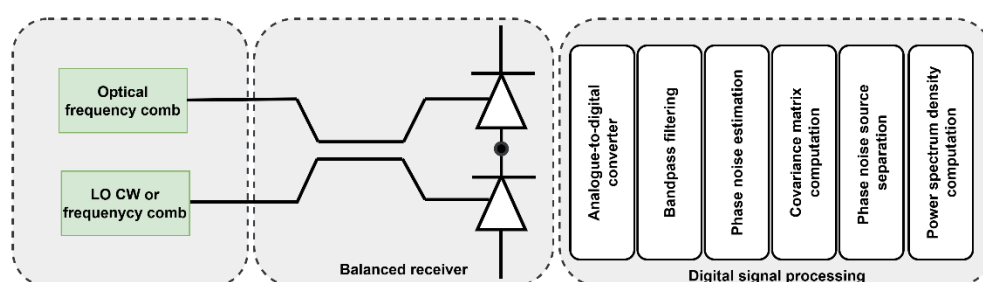 Optical
frequency comb
LO CW or
frequenycy comb
Balanced receiver
Analogue-to-digital
converter
Bandpass filtering
Phase noise estimation
Covariance matrix
computation
Phase noise source
separation
Power spectrum density
computation
Digital signal processing